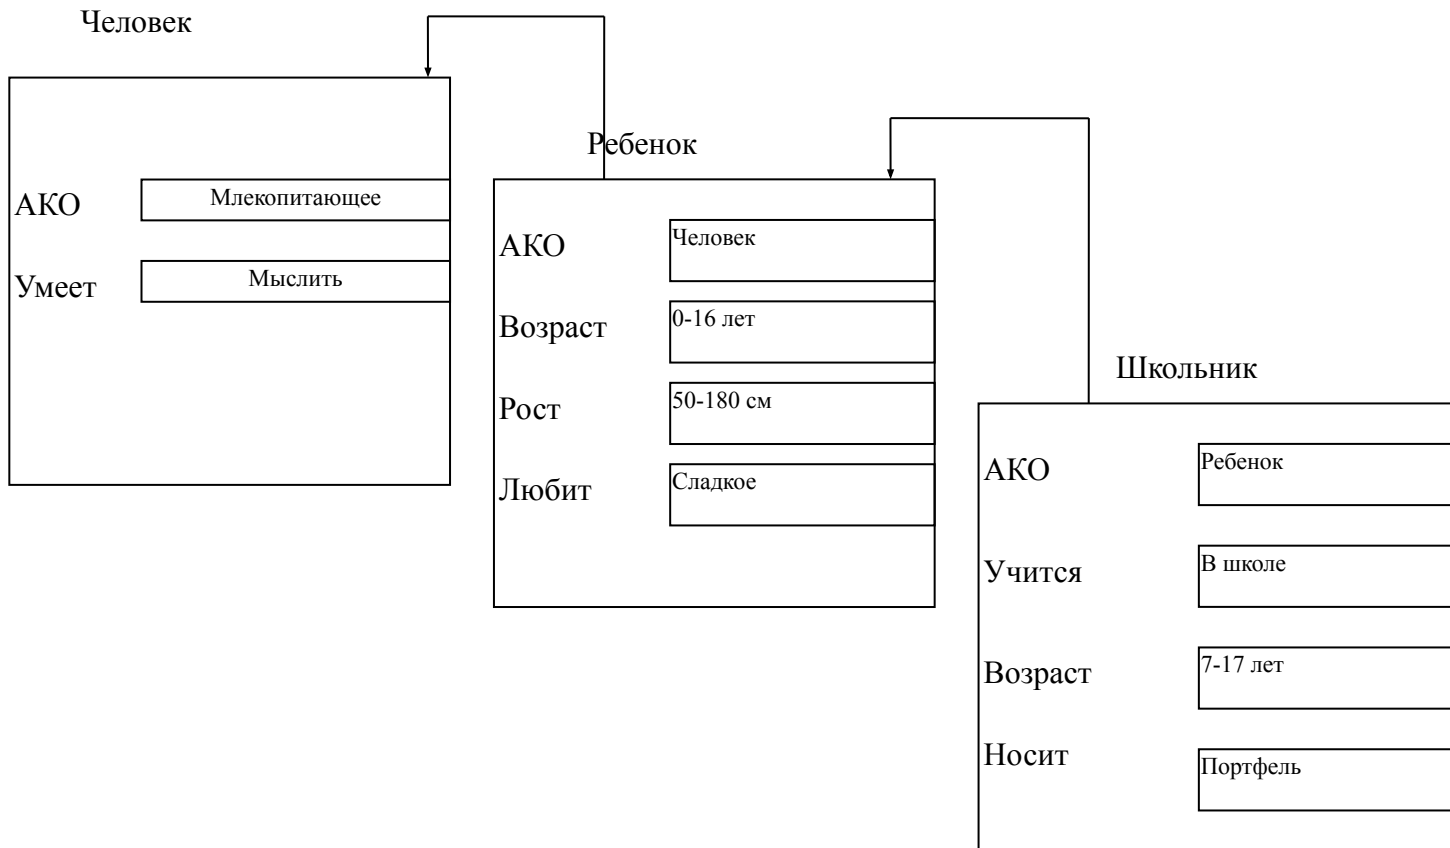 Человек
АКО Млекопитающее
Умеет Мыслить
Ребенок
АКО Человек
Возраст 0-16 лет
Рост 50-180 см
Любит Сладкое
Школьник
АКО Ребенок
Учится В школе
Возраст 7-17 лет
Носит Портфель